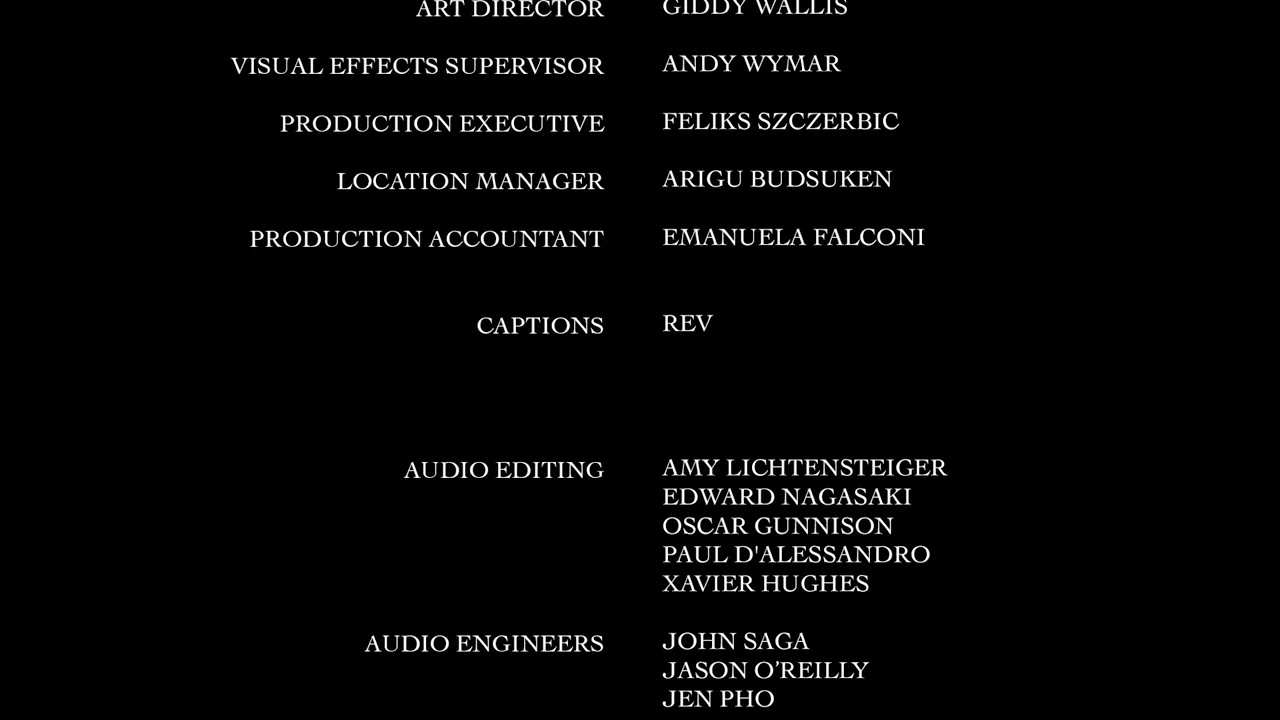 ART DIRECTOR GIDDY WALLIS
VISUAL EFFECTS SUPERVISOR ANDY WYMAR
PRODUCTION EXECUTIVE FELIKS SZCZERBIC
LOCATION MANAGER ARIGU BUDSUKEN
PRODUCTION ACCOUNTANT EMANUELA FALCONI
CAPTIONS REV
AUDIO EDITING AMY LICHTENSTEIGER
EDWARD NAGASAKI
OSCAR GUNNISON
PAUL D'ALESSANDRO
XAVIER HUGHES
AUDIO ENGINEERS JOHN SAGA
JASON O’REILLY
JEN PHO